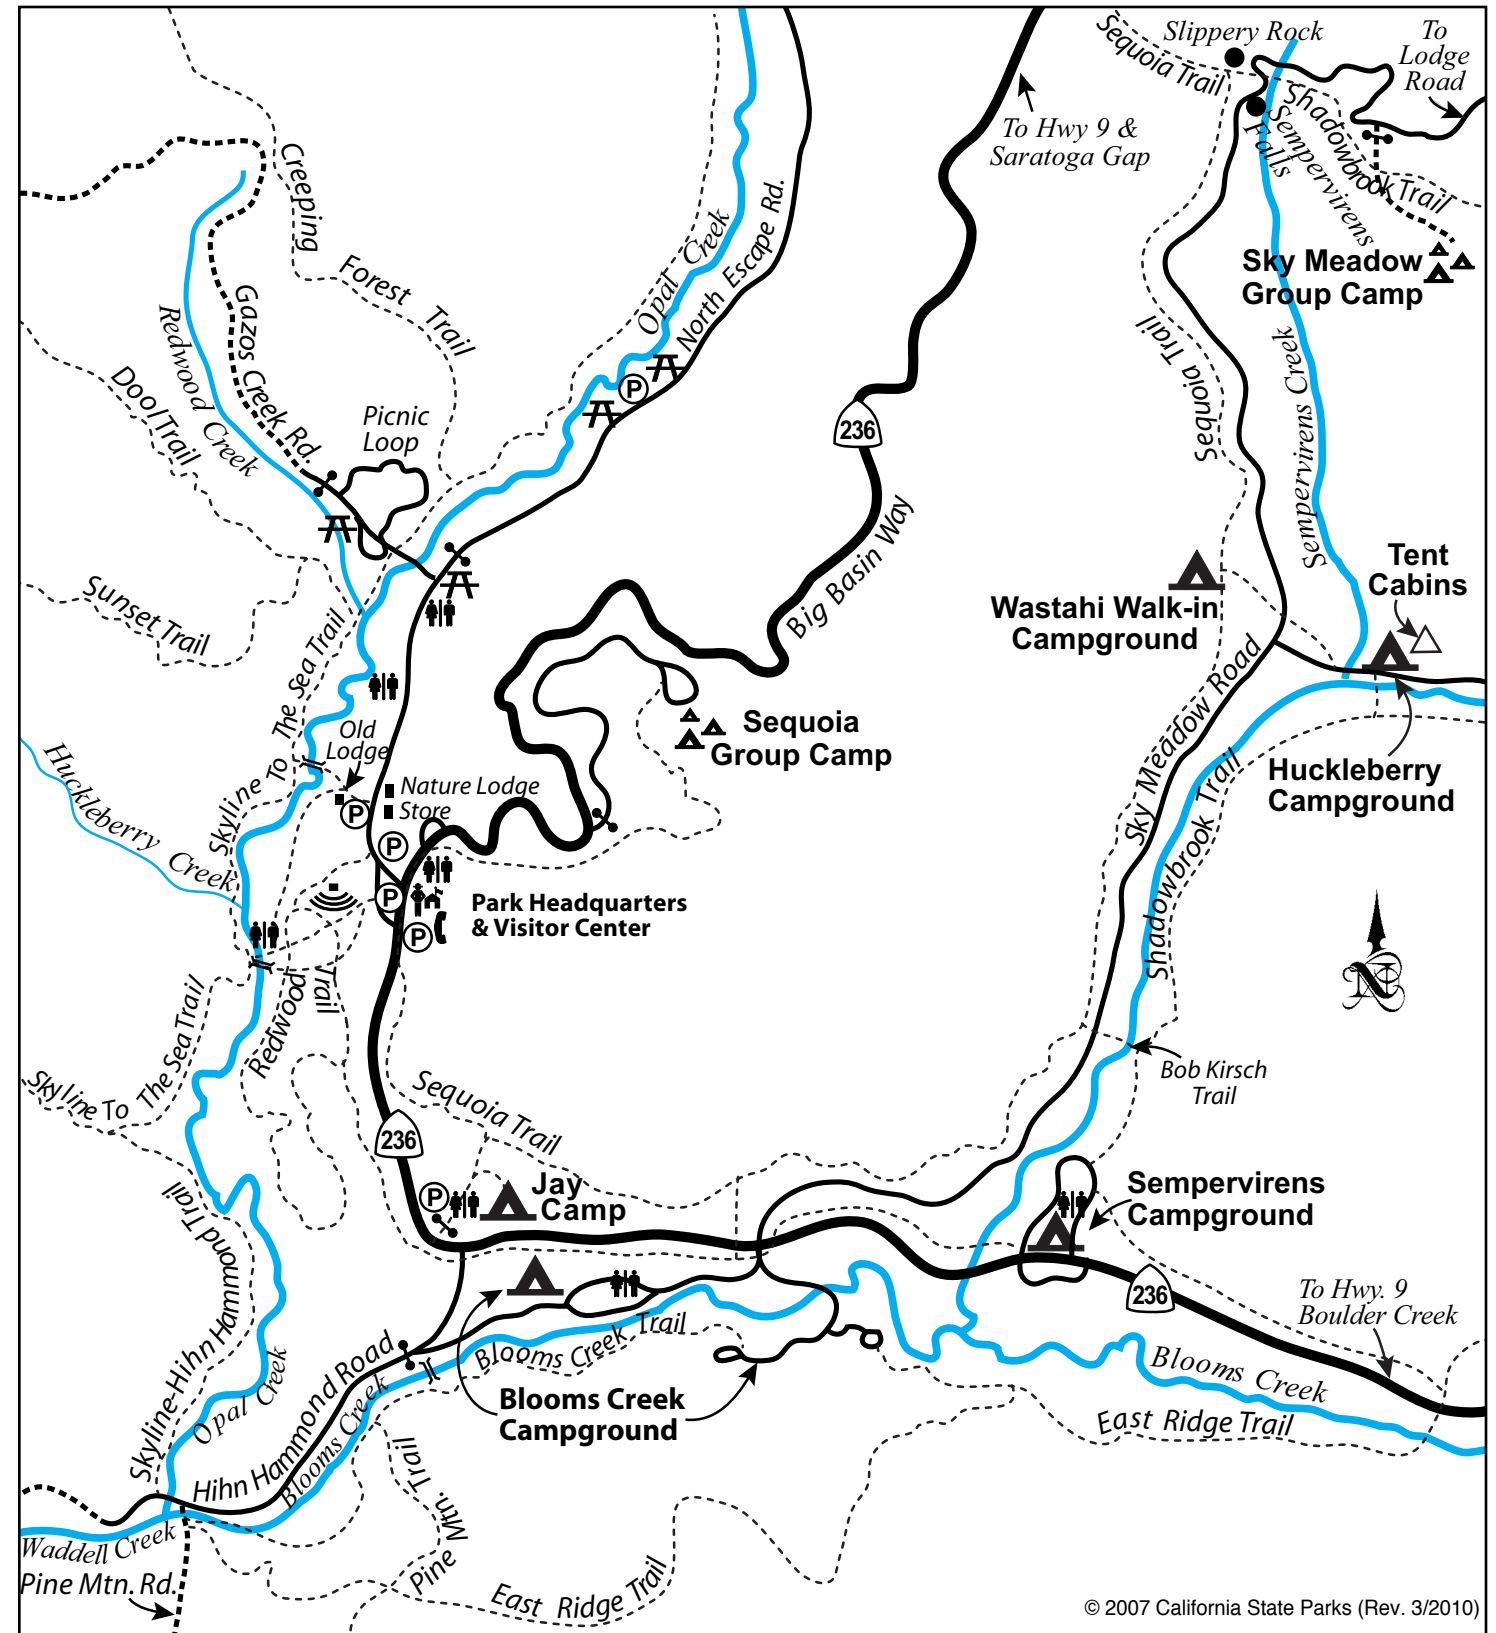 Slippery Rock
To
Lodge
Road
Sequoia Trail
To Hwy 9 &
Saratoga Gap
Shadowbrook Trail
Sempervirens
Falls
Creeping
Forest
Trail
Opal Creek
North Escape Rd.
Sky Meadow
Group Camp
Gazos Creek Rd.
Redwood Creek
Dool Trail
Picnic
Loop
P
236
Sequoia Trail
Sempervirens Creek
Big Basin Way
Tent
Cabins
Sunset Trail
Wastahi Walk-in
Campground
Skyline To The Sea Trail
Sky Meadow Road
Old
Lodge
Sequoia
Group Camp
Huckleberry Creek
Nature Lodge
Store
P
P
Huckleberry
Campground
Shadowbrook Trail
P
P
Park Headquarters
& Visitor Center
N
Redwood
Trail
Skyline To The Sea Trail
Bob Kirsch
Trail
Sequoia Trail
236
P
Jay
Camp
Sempervirens
Campground
Skyline-Hihn Hammond Trail
236
To Hwy. 9
Boulder Creek
Opal Creek
Hihn Hammond Road
Blooms Creek
Blooms Creek Trail
Blooms Creek
Blooms Creek
Campground
East Ridge Trail
Pine Mtn. Trail
Waddell Creek
Pine Mtn. Rd.
East Ridge Trail
© 2007 California State Parks (Rev. 3/2010)